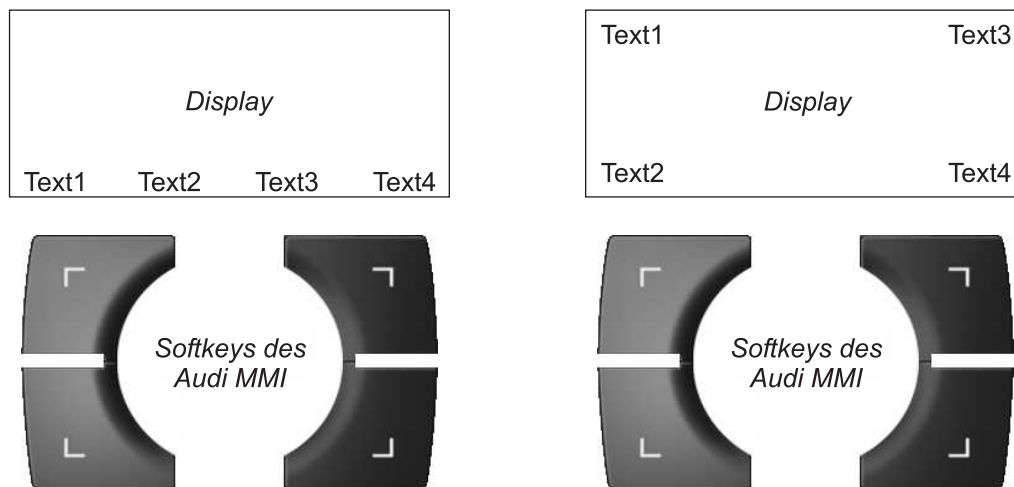 Display
Text1 Text2 Text3 Text4
Softkeys des
Audi MMI
Text1 Text3
Display
Text2 Text4
Softkeys des
Audi MMI